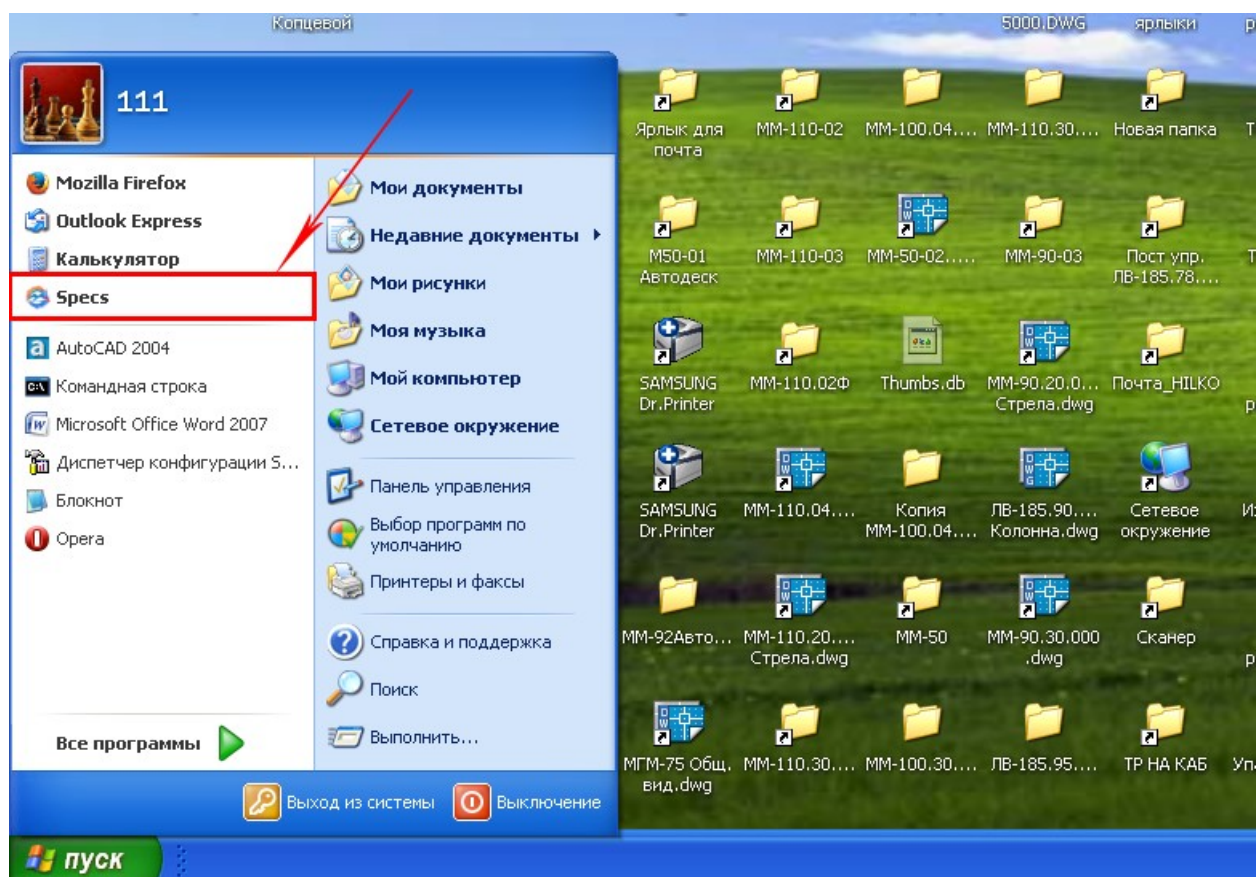 Копцевой
5000.DWG
ярлыки
111
Mozilla Firefox
Outlook Express
Калькулятор
Specs
AutoCAD 2004
Командная строка
Microsoft Office Word 2007
Диспетчер конфигурации S...
Блокнот
Opera
Все программы
Мои документы
Недавние документы
Мои рисунки
Моя музыка
Мой компьютер
Сетевое окружение
Панель управления
Выбор программ по
умолчанию
Принтеры и факсы
Справка и поддержка
Поиск
Выполнить...
Выход из системы
Выключение
пуск
Ярлык для
почта
ММ-110-02
ММ-100.04....
ММ-110.30....
Новая папка
М50-01
Автодеск
ММ-110-03
ММ-50-02.....
ММ-90-03
Пост упр.
ЛВ-185.78....
SAMSUNG
Dr.Printer
ММ-110.02Ф
Thumbs.db
ММ-90.20.0...
Стрела.dwg
Почта_HILKO
SAMSUNG
Dr.Printer
ММ-110.04....
Копия
ММ-100.04....
ЛВ-185.90....
Колонна.dwg
Сетевое
окружение
ММ-92Авто...
ММ-110.20....
Стрела.dwg
ММ-50
ММ-90.30.000
.dwg
Сканер
МГМ-75 Общ.
вид.dwg
ММ-110.30....
ММ-100.30....
ЛВ-185.95....
ТР НА КАБ